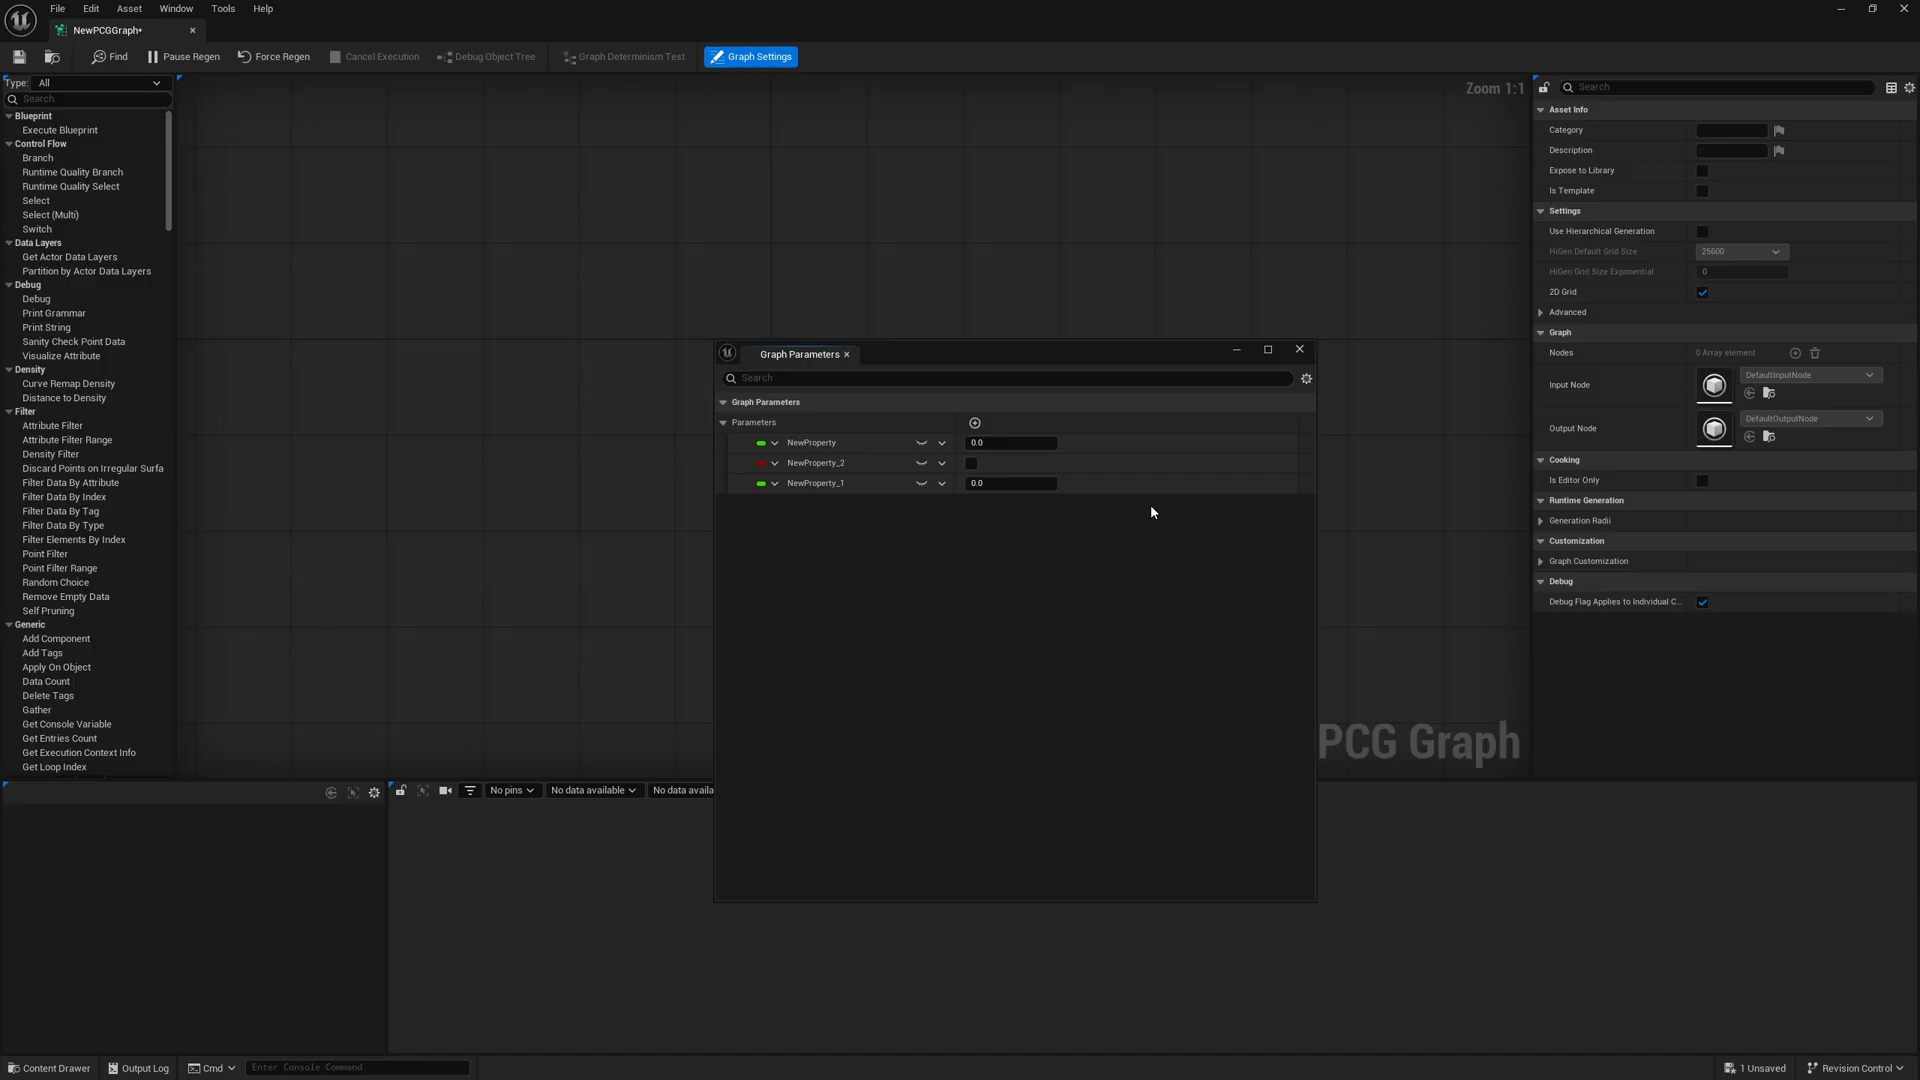 File Edit Asset Window Tools Help
NewPCGGraph•
Find Pause Regen Force Regen Cancel Execution Debug Object Tree Graph Determinism Test Graph Settings
Type: All
Search
Blueprint
Execute Blueprint
Control Flow
Branch
Runtime Quality Branch
Runtime Quality Select
Select
Select (Multi)
Switch
Data Layers
Get Actor Data Layers
Partition by Actor Data Layers
Debug
Debug
Print Grammar
Print String
Sanity Check Point Data
Visualize Attribute
Density
Curve Remap Density
Distance to Density
Filter
Attribute Filter
Attribute Filter Range
Density Filter
Discard Points on Irregular Surfa
Filter Data By Attribute
Filter Data By Index
Filter Data By Tag
Filter Data By Type
Filter Elements By Index
Point Filter
Point Filter Range
Random Choice
Remove Empty Data
Self Pruning
Generic
Add Component
Add Tags
Apply On Object
Data Count
Delete Tags
Gather
Get Console Variable
Get Entries Count
Get Execution Context Info
Get Loop Index
Zoom 1:1
PCG Graph
Graph Parameters
Search
Graph Parameters
Parameters
NewProperty 0.0
NewProperty_2
NewProperty_1 0.0
Search
Asset Info
Category
Description
Expose to Library
Is Template
Settings
Use Hierarchical Generation
HiGen Default Grid Size 25600
HiGen Grid Size Exponential 0
2D Grid
Advanced
Graph
Nodes 0 Array element
Input Node DefaultInputNode
Output Node DefaultOutputNode
Cooking
Is Editor Only
Runtime Generation
Generation Radii
Customization
Graph Customization
Debug
Debug Flag Applies to Individual C...
No pins No data available No data availa
Content Drawer Output Log Cmd Enter Console Command 1 Unsaved Revision Control